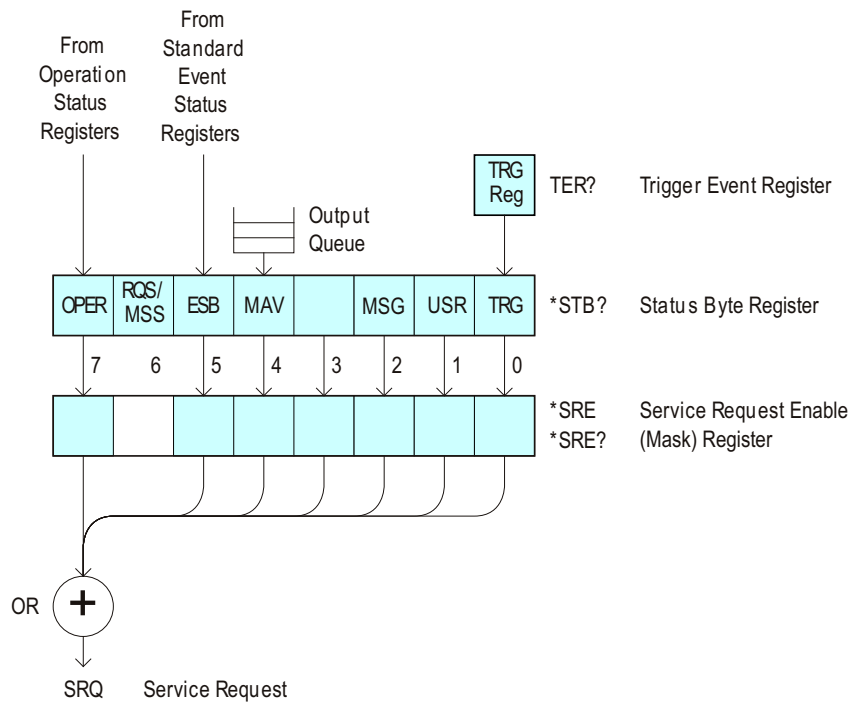 From
Operation
Status
Registers
From
Standard
Event
Status
Registers
Output
Queue
TRG
Reg
TER? Trigger Event Register
OPER RQS/
MSS ESB MAV MSG USR TRG *STB? Status Byte Register
7 6 5 4 3 2 1 0
*SRE Service Request Enable
*SRE? (Mask) Register
OR +
SRQ Service Request